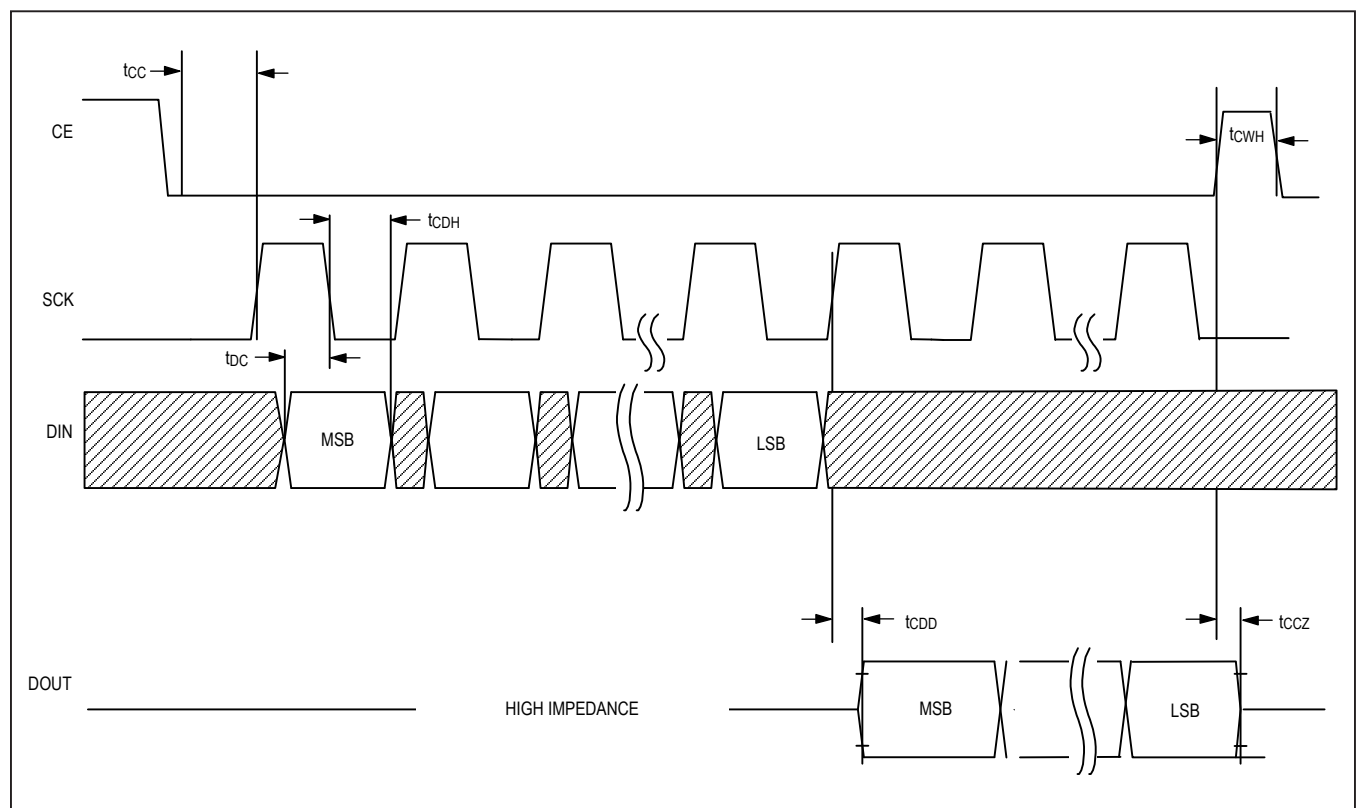 tCC
CE
tCWH
tCDH
SCK
tDC
DIN
MSB
LSB
tCDD
tCCZ
DOUT
HIGH IMPEDANCE
MSB
LSB